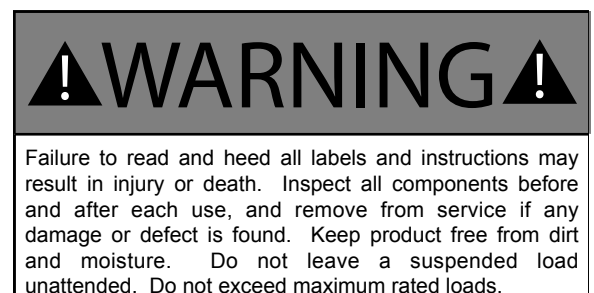 WARNING
Failure to read and heed all labels and instructions may
result in injury or death. Inspect all components before
and after each use, and remove from service if any
damage or defect is found. Keep product free from dirt
and moisture. Do not leave a suspended load
unattended. Do not exceed maximum rated loads.